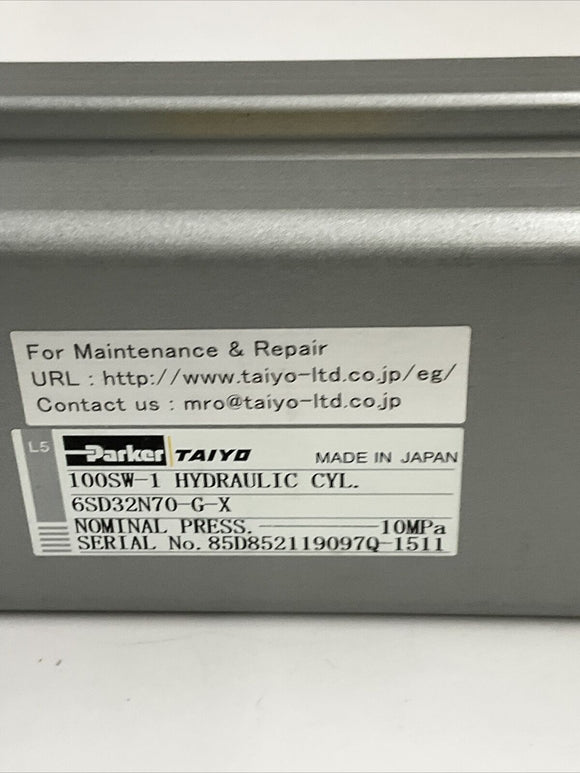 For Maintenance & Repair
URL : http://www.taiyo-ltd.co.jp/eg/
Contact us : mro@taiyo-ltd.co.jp
L5
Parker TAIYO MADE IN JAPAN
100SW-1 HYDRAULIC CYL.
6SD32N70-G-X
NOMINAL PRESS. 10MPa
SERIAL No. 85D852119097Q-1511